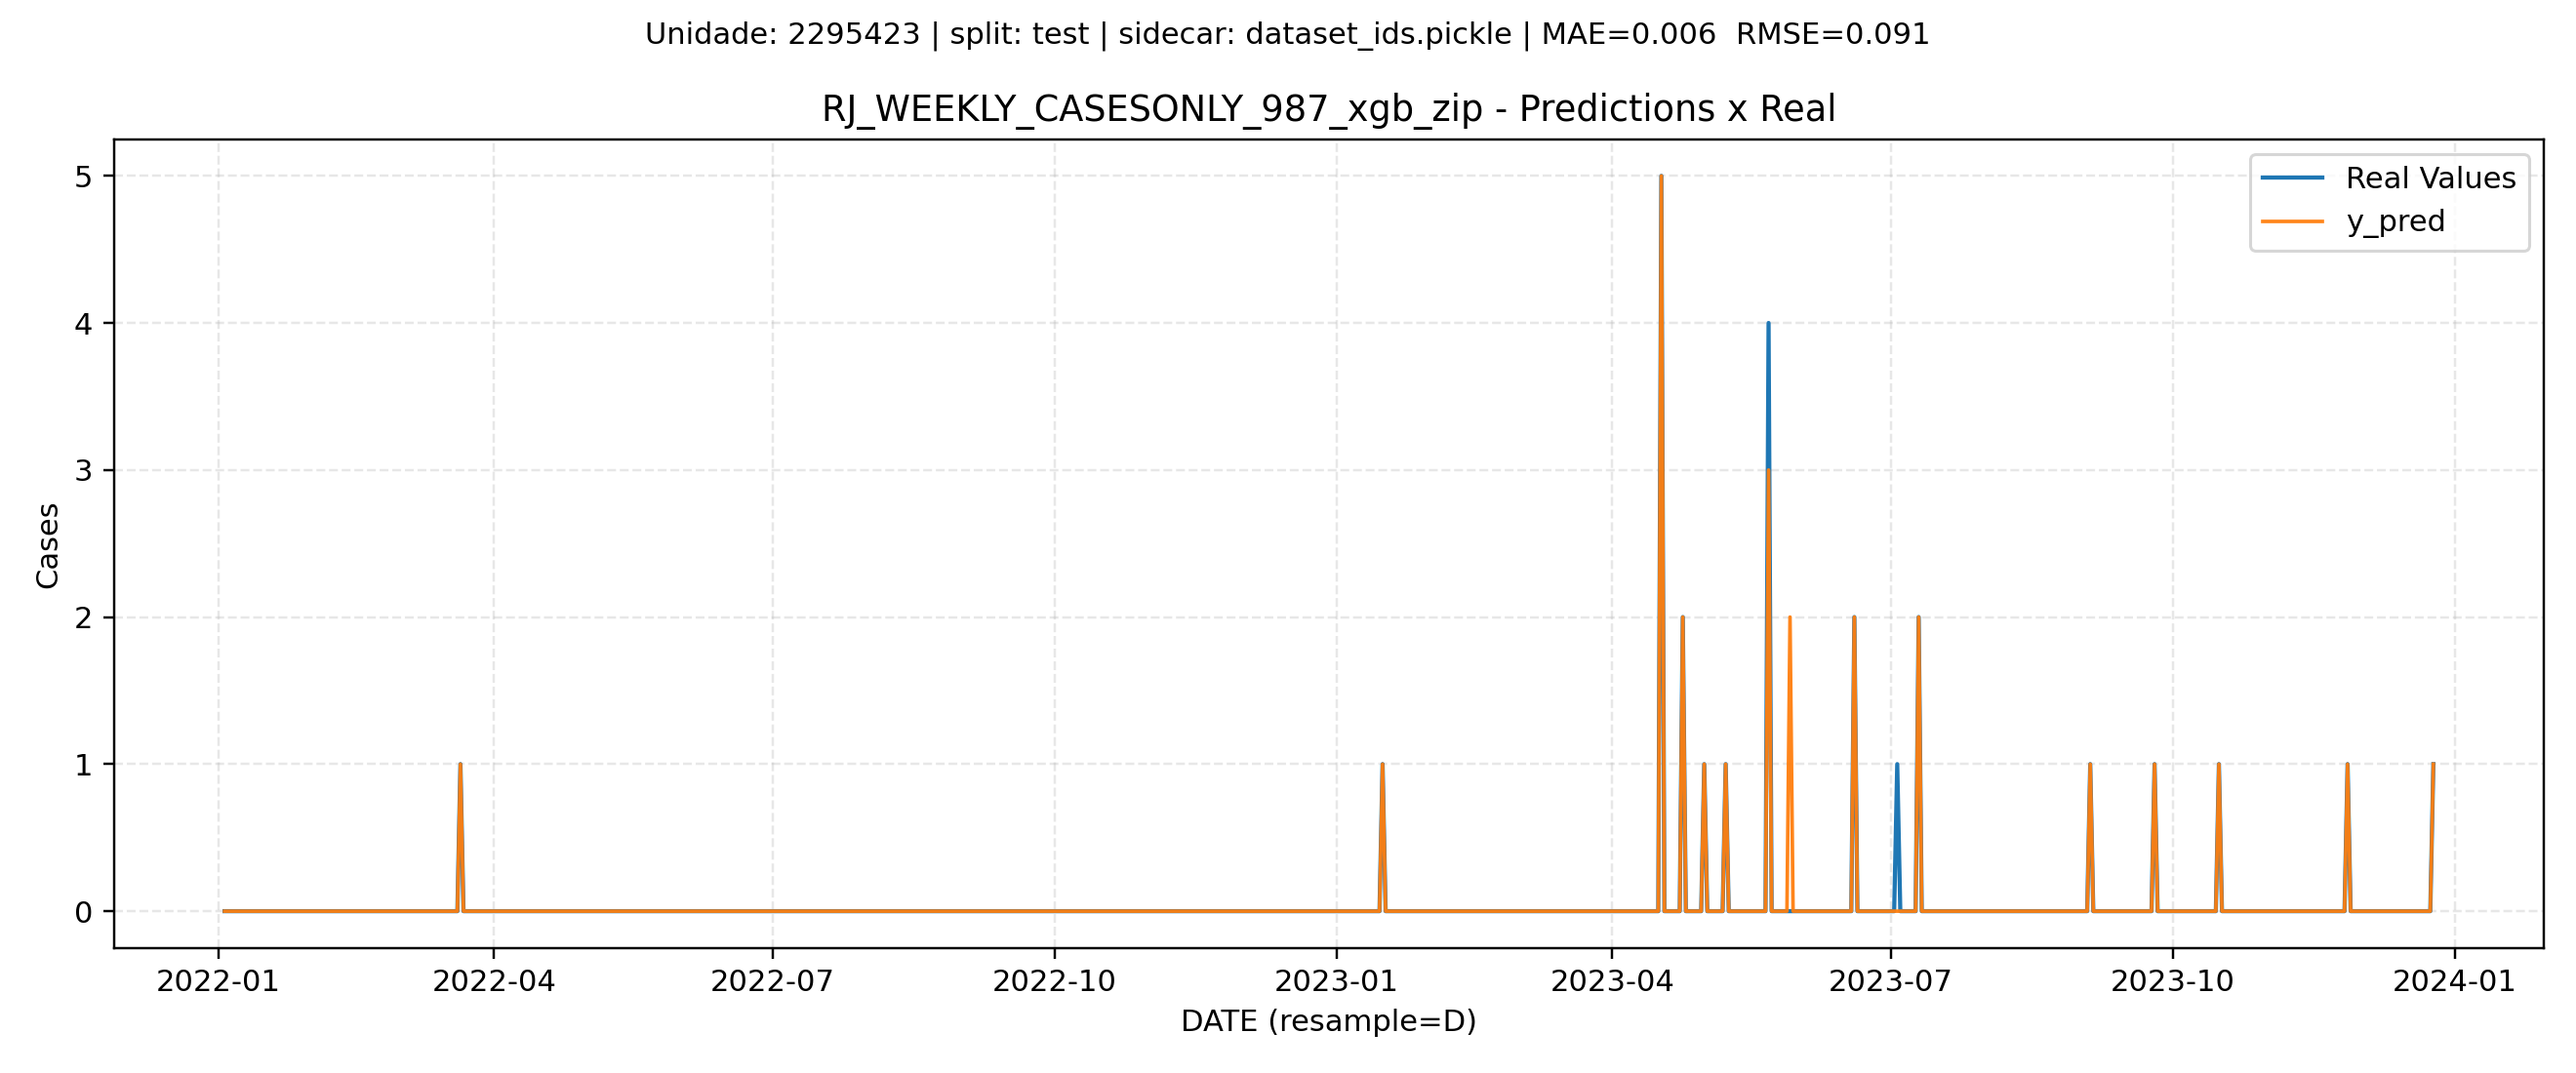 Unidade: 2295423 | split: test | sidecar: dataset_ids.pickle | MAE=0.006  RMSE=0.091
RJ_WEEKLY_CASESONLY_987_xgb_zip - Predictions x Real
Real Values
y_pred
5
4
3
2
1
0
Cases
2022-01
2022-04
2022-07
2022-10
2023-01
2023-04
2023-07
2023-10
2024-01
DATE (resample=D)